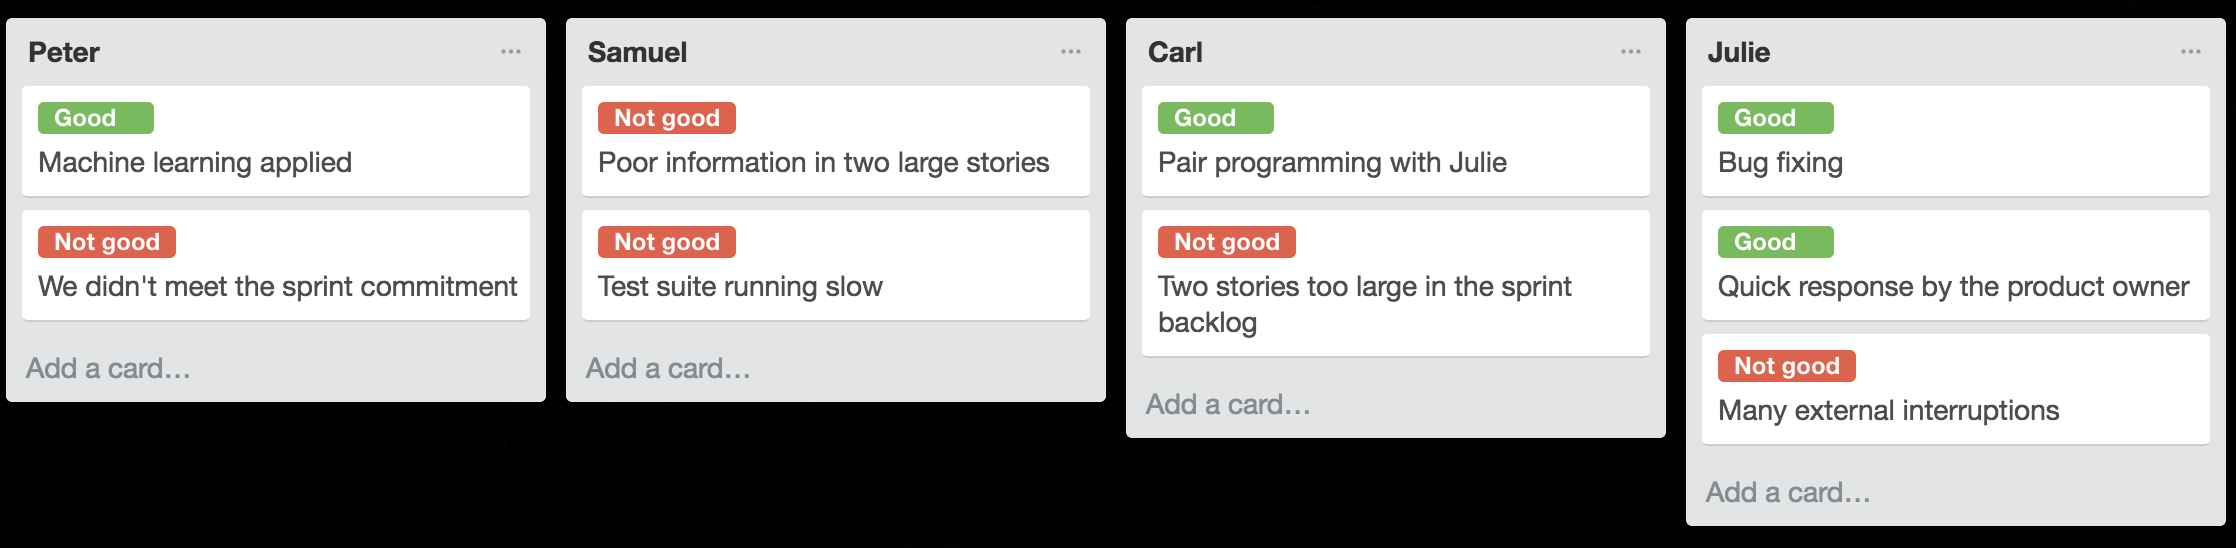 Peter
Good
Machine learning applied
Not good
We didn't meet the sprint commitment
Add a card...
Samuel
Not good
Poor information in two large stories
Not good
Test suite running slow
Add a card...
Carl
Good
Pair programming with Julie
Not good
Two stories too large in the sprint
backlog
Add a card...
Julie
Good
Bug fixing
Good
Quick response by the product owner
Not good
Many external interruptions
Add a card...